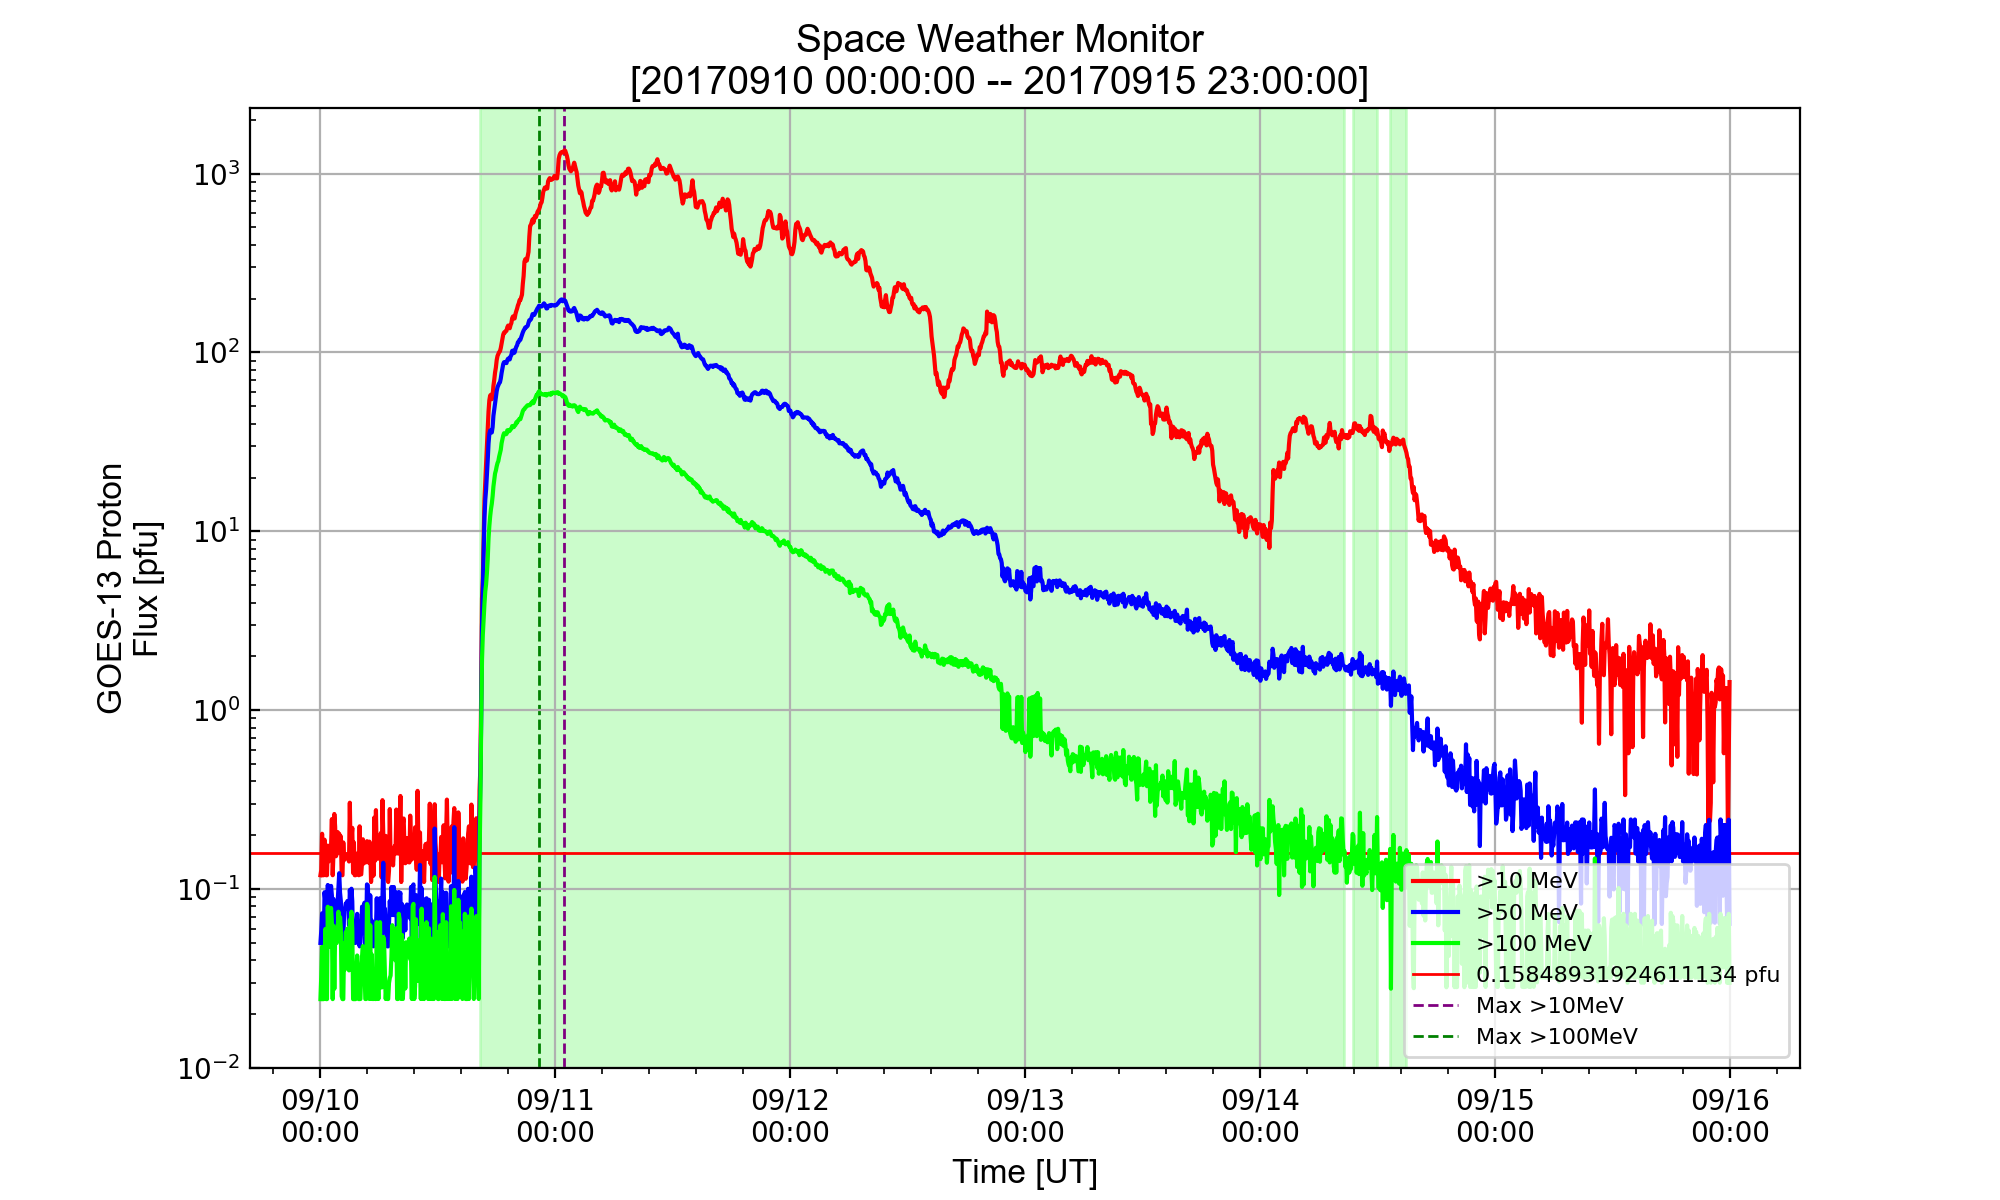 Space Weather Monitor
[20170910 00:00:00 -- 20170915 23:00:00]
GOES-13 Proton
Flux [pfu]
10³
10²
10¹
10⁰
10⁻¹
10⁻²
>10 MeV
>50 MeV
>100 MeV
0.15848931924611134 pfu
Max >10MeV
Max >100MeV
09/10 09/11 09/12 09/13 09/14 09/15 09/16
00:00 00:00 00:00 00:00 00:00 00:00 00:00
Time [UT]